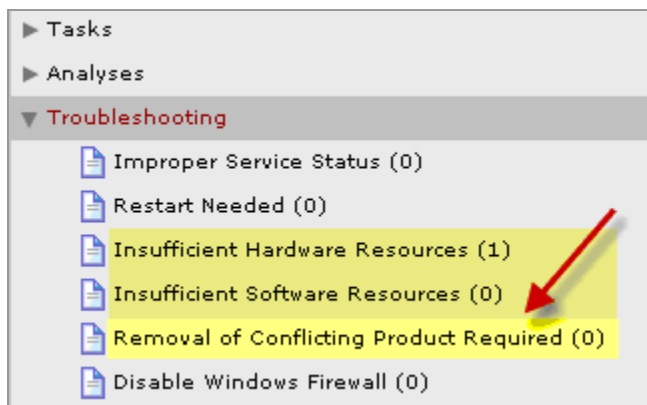 Tasks
Analyses
Troubleshooting
Improper Service Status (0)
Restart Needed (0)
Insufficient Hardware Resources (1)
Insufficient Software Resources (0)
Removal of Conflicting Product Required (0)
Disable Windows Firewall (0)